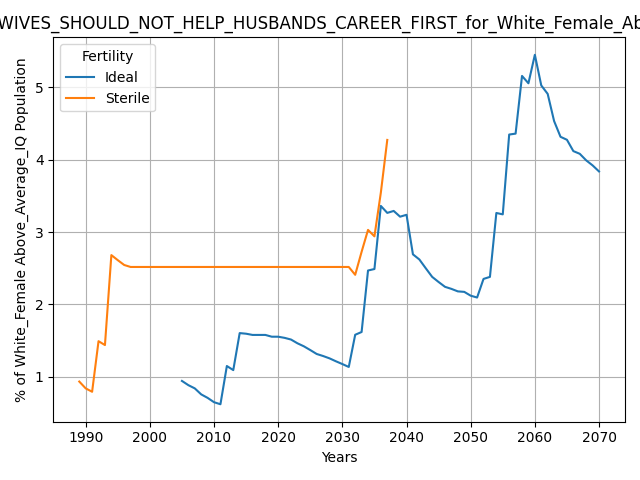 WIVES_SHOULD_NOT_HELP_HUSBANDS_CAREER_FIRST_for_White_Female_Ab
Fertility
Ideal
Sterile
% of White_Female Above_Average_IQ Population
5
4
3
2
1
1990 2000 2010 2020 2030 2040 2050 2060 2070
Years